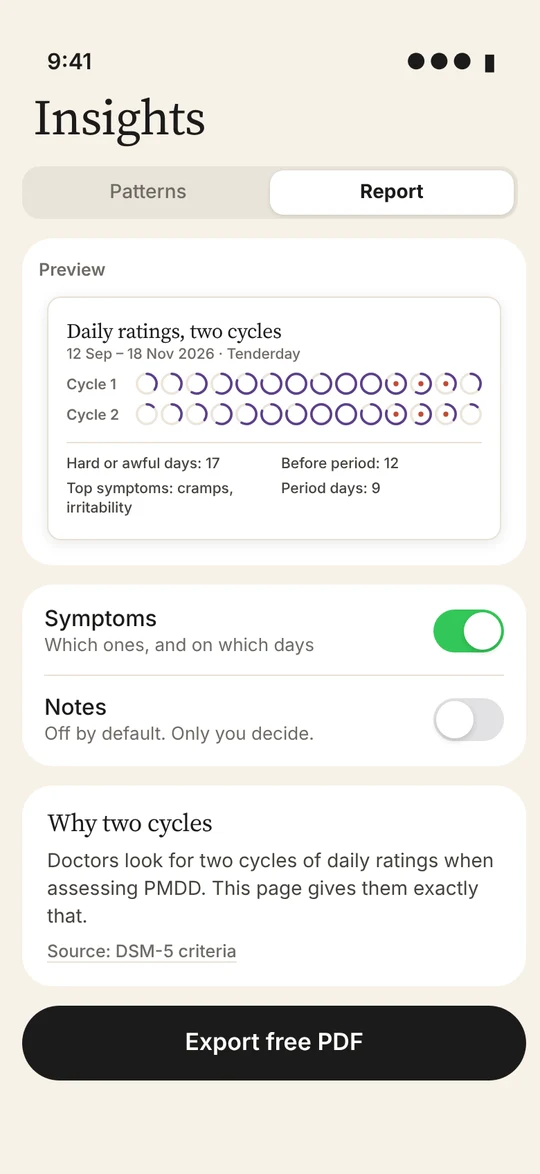 9:41
Insights
Patterns
Report
Preview
Daily ratings, two cycles
12 Sep – 18 Nov 2026 · Tenderday
Cycle 1
Cycle 2
Hard or awful days: 17
Before period: 12
Top symptoms: cramps,
irritability
Period days: 9
Symptoms
Which ones, and on which days
Notes
Off by default. Only you decide.
Why two cycles
Doctors look for two cycles of daily ratings when
assessing PMDD. This page gives them exactly
that.
Source: DSM-5 criteria
Export free PDF